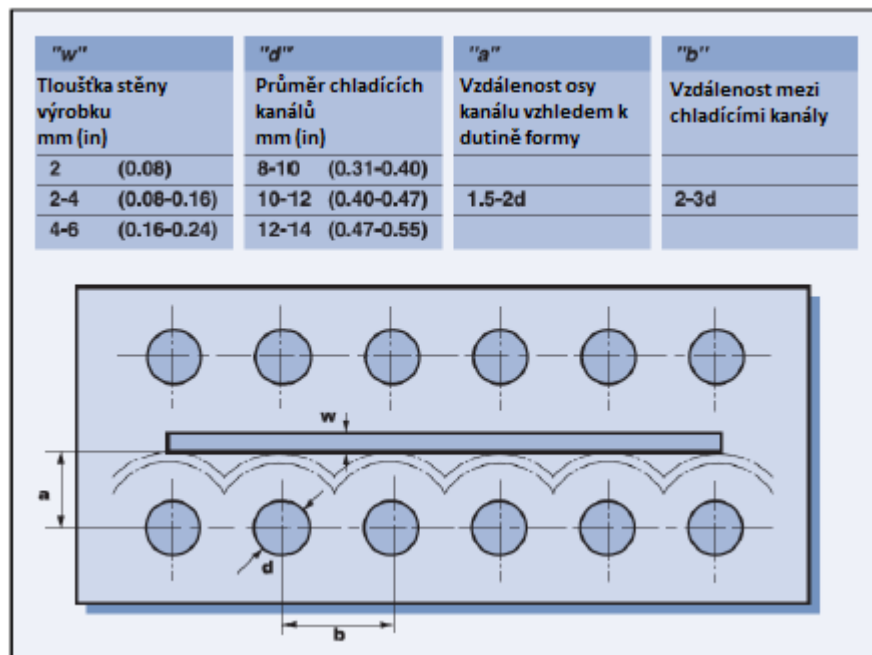 "w" "d" "a" "b"
Tloušťka stěny Průměr chladících Vzdálenost osy Vzdálenost mezi
výrobku kanálů kanálu vzhledem k chladícími kanály
mm (in) mm (in) dutině formy
2 (0.08) 8-10 (0.31-0.40)
2-4 (0.08-0.16) 10-12 (0.40-0.47) 1.5-2d 2-3d
4-6 (0.16-0.24) 12-14 (0.47-0.55)
w
a
d
b